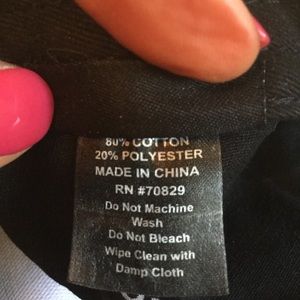 80% COTTON
20% POLYESTER
MADE IN CHINA
RN #70829
Do Not Machine
Wash
Do Not Bleach
Wipe Clean with
Damp Cloth